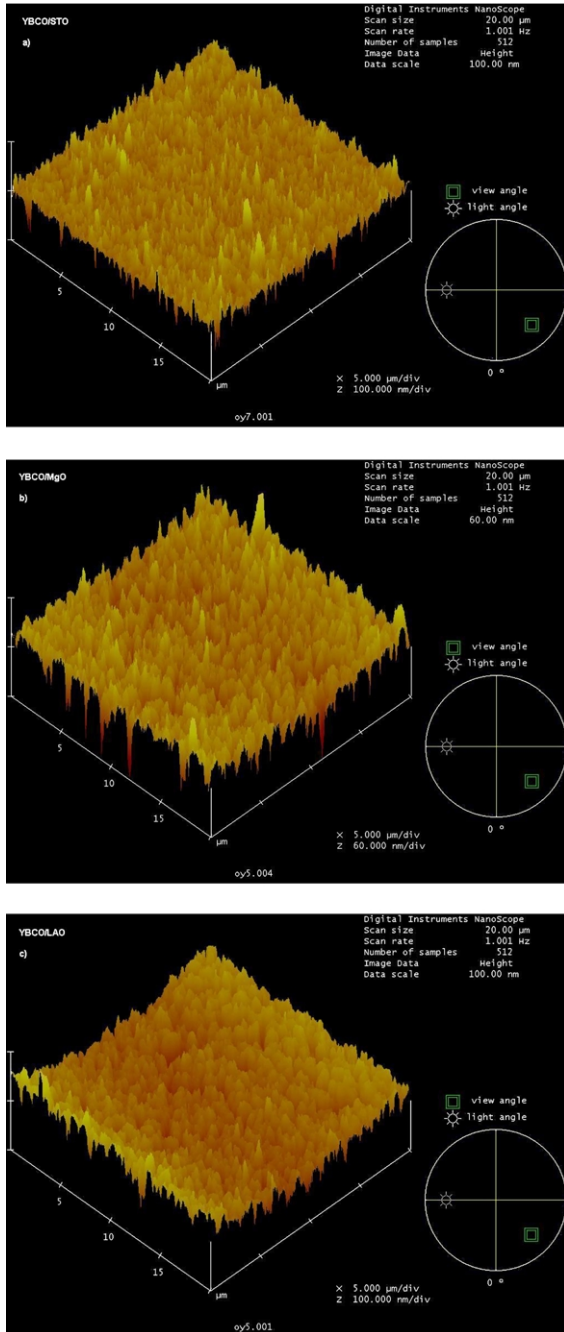 YBCO/STO
a)
Digital Instruments NanoScope
Scan size 20.00 µm
Scan rate 1.001 Hz
Number of samples 512
Image Data Height
Data scale 100.00 nm
view angle
light angle
5
10
15
µm
X 5.000 µm/div
Z 100.000 nm/div
0 º
oy7.001
YBCO/MgO
b)
Digital Instruments NanoScope
Scan size 20.00 µm
Scan rate 1.001 Hz
Number of samples 512
Image Data Height
Data scale 60.00 nm
view angle
light angle
5
10
15
µm
X 5.000 µm/div
Z 60.000 nm/div
0 º
oy5.004
YBCO/LAO
c)
Digital Instruments NanoScope
Scan size 20.00 µm
Scan rate 1.001 Hz
Number of samples 512
Image Data Height
Data scale 100.00 nm
view angle
light angle
5
10
15
µm
X 5.000 µm/div
Z 100.000 nm/div
0 º
oy5.001